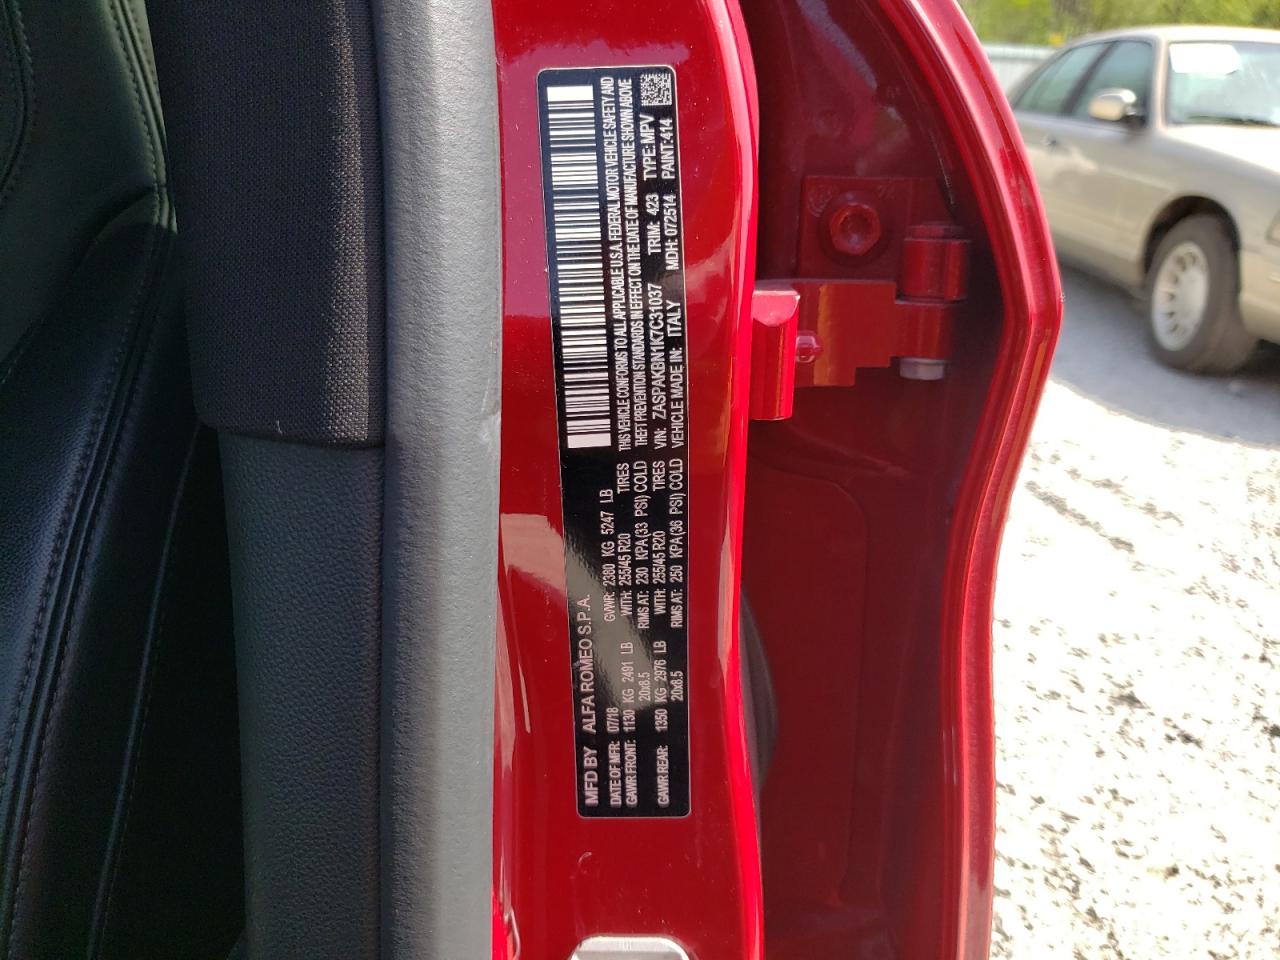 MFD BY ALFA ROMEO S.P.A.
DATE OF MFR: 07/18 GVWR: 2380 KG 5247 LB
GAWR FRONT: 1130 KG 2491 LB WITH: 255/45 R20 TIRES
20x8.5 RIMS AT: 230 KPA(33 PSI) COLD
GAWR REAR: 1350 KG 2976 LB WITH: 255/45 R20 TIRES
20x8.5 RIMS AT: 250 KPA(36 PSI) COLD
THIS VEHICLE CONFORMS TO ALL APPLICABLE U.S.A. FEDERAL MOTOR VEHICLE SAFETY AND
THEFT PREVENTION STANDARDS IN EFFECT ON THE DATE OF MANUFACTURE SHOWN ABOVE
VIN: ZASPAKBN1K7C31037 TRIM: 423 TYPE: MPV
VEHICLE MADE IN: ITALY MDH: 072514 PAINT: 414